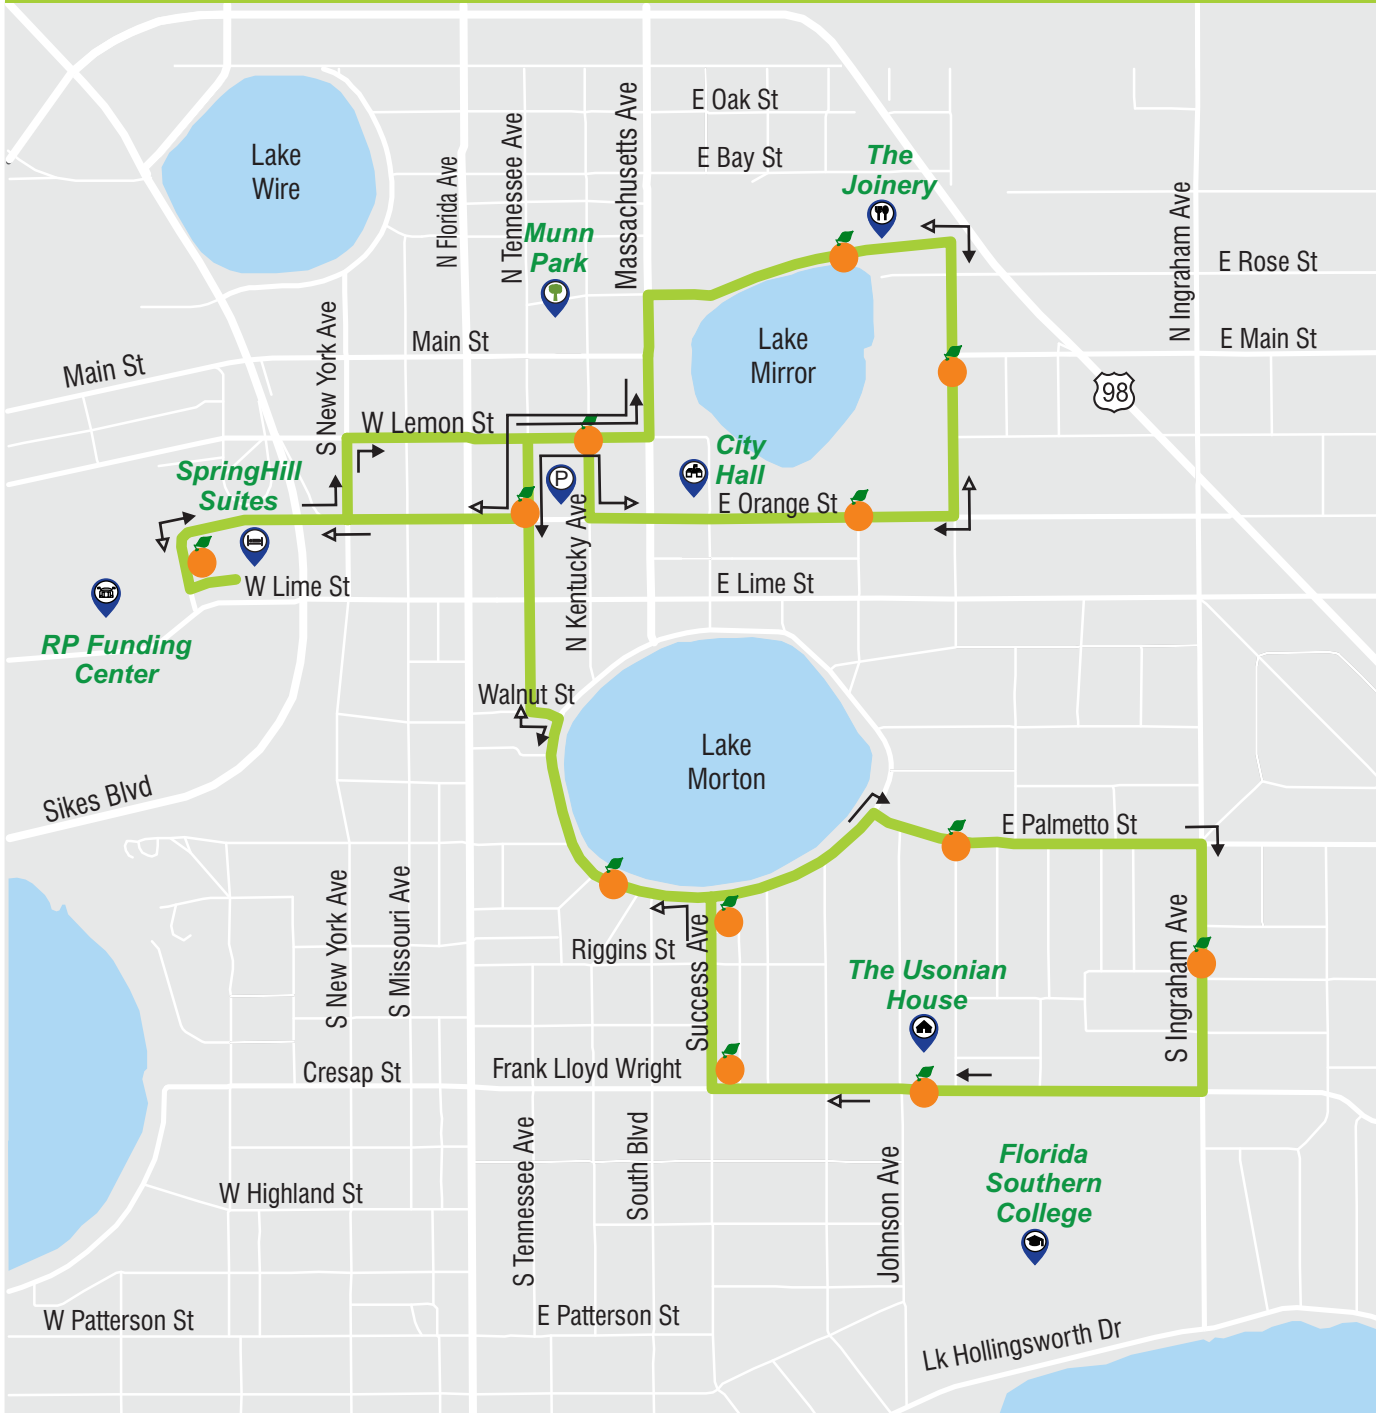 E Oak St
Massachusetts Ave
N Tennessee Ave
N Florida Ave
Lake
Wire
E Bay St
The
Joinery
N Ingraham Ave
Munn
Park
E Rose St
S New York Ave
Main St
Lake
Mirror
E Main St
Main St
98
W Lemon St
City
Hall
SpringHill
Suites
P
E Orange St
N Kentucky Ave
W Lime St
E Lime St
RP Funding
Center
Walnut St
Lake
Morton
Sikes Blvd
E Palmetto St
S New York Ave
S Missouri Ave
Riggins St
Success Ave
The Usonian
House
S Ingraham Ave
Cresap St
Frank Lloyd Wright
S Tennessee Ave
South Blvd
Johnson Ave
Florida
Southern
College
W Highland St
W Patterson St
E Patterson St
Lk Hollingsworth Dr